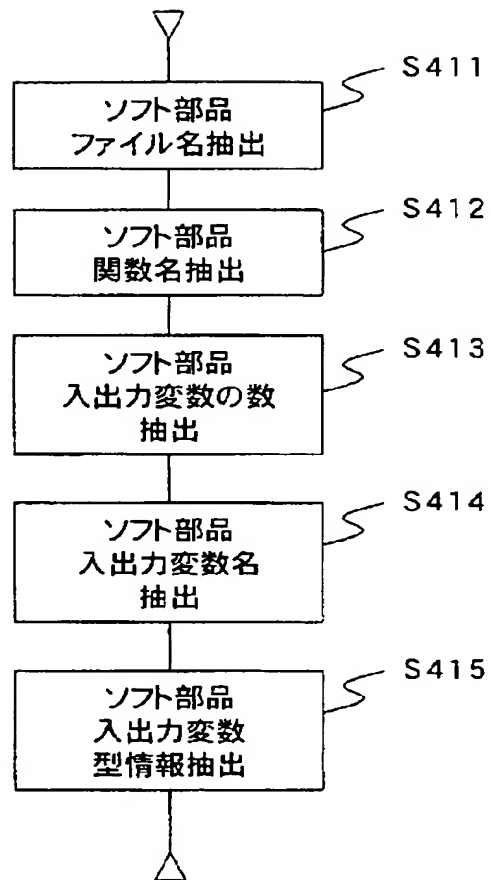 S411
ソフト部品
ファイル名抽出
S412
ソフト部品
関数名抽出
S413
ソフト部品
入出力変数の数
抽出
S414
ソフト部品
入出力変数名
抽出
S415
ソフト部品
入出力変数
型情報抽出